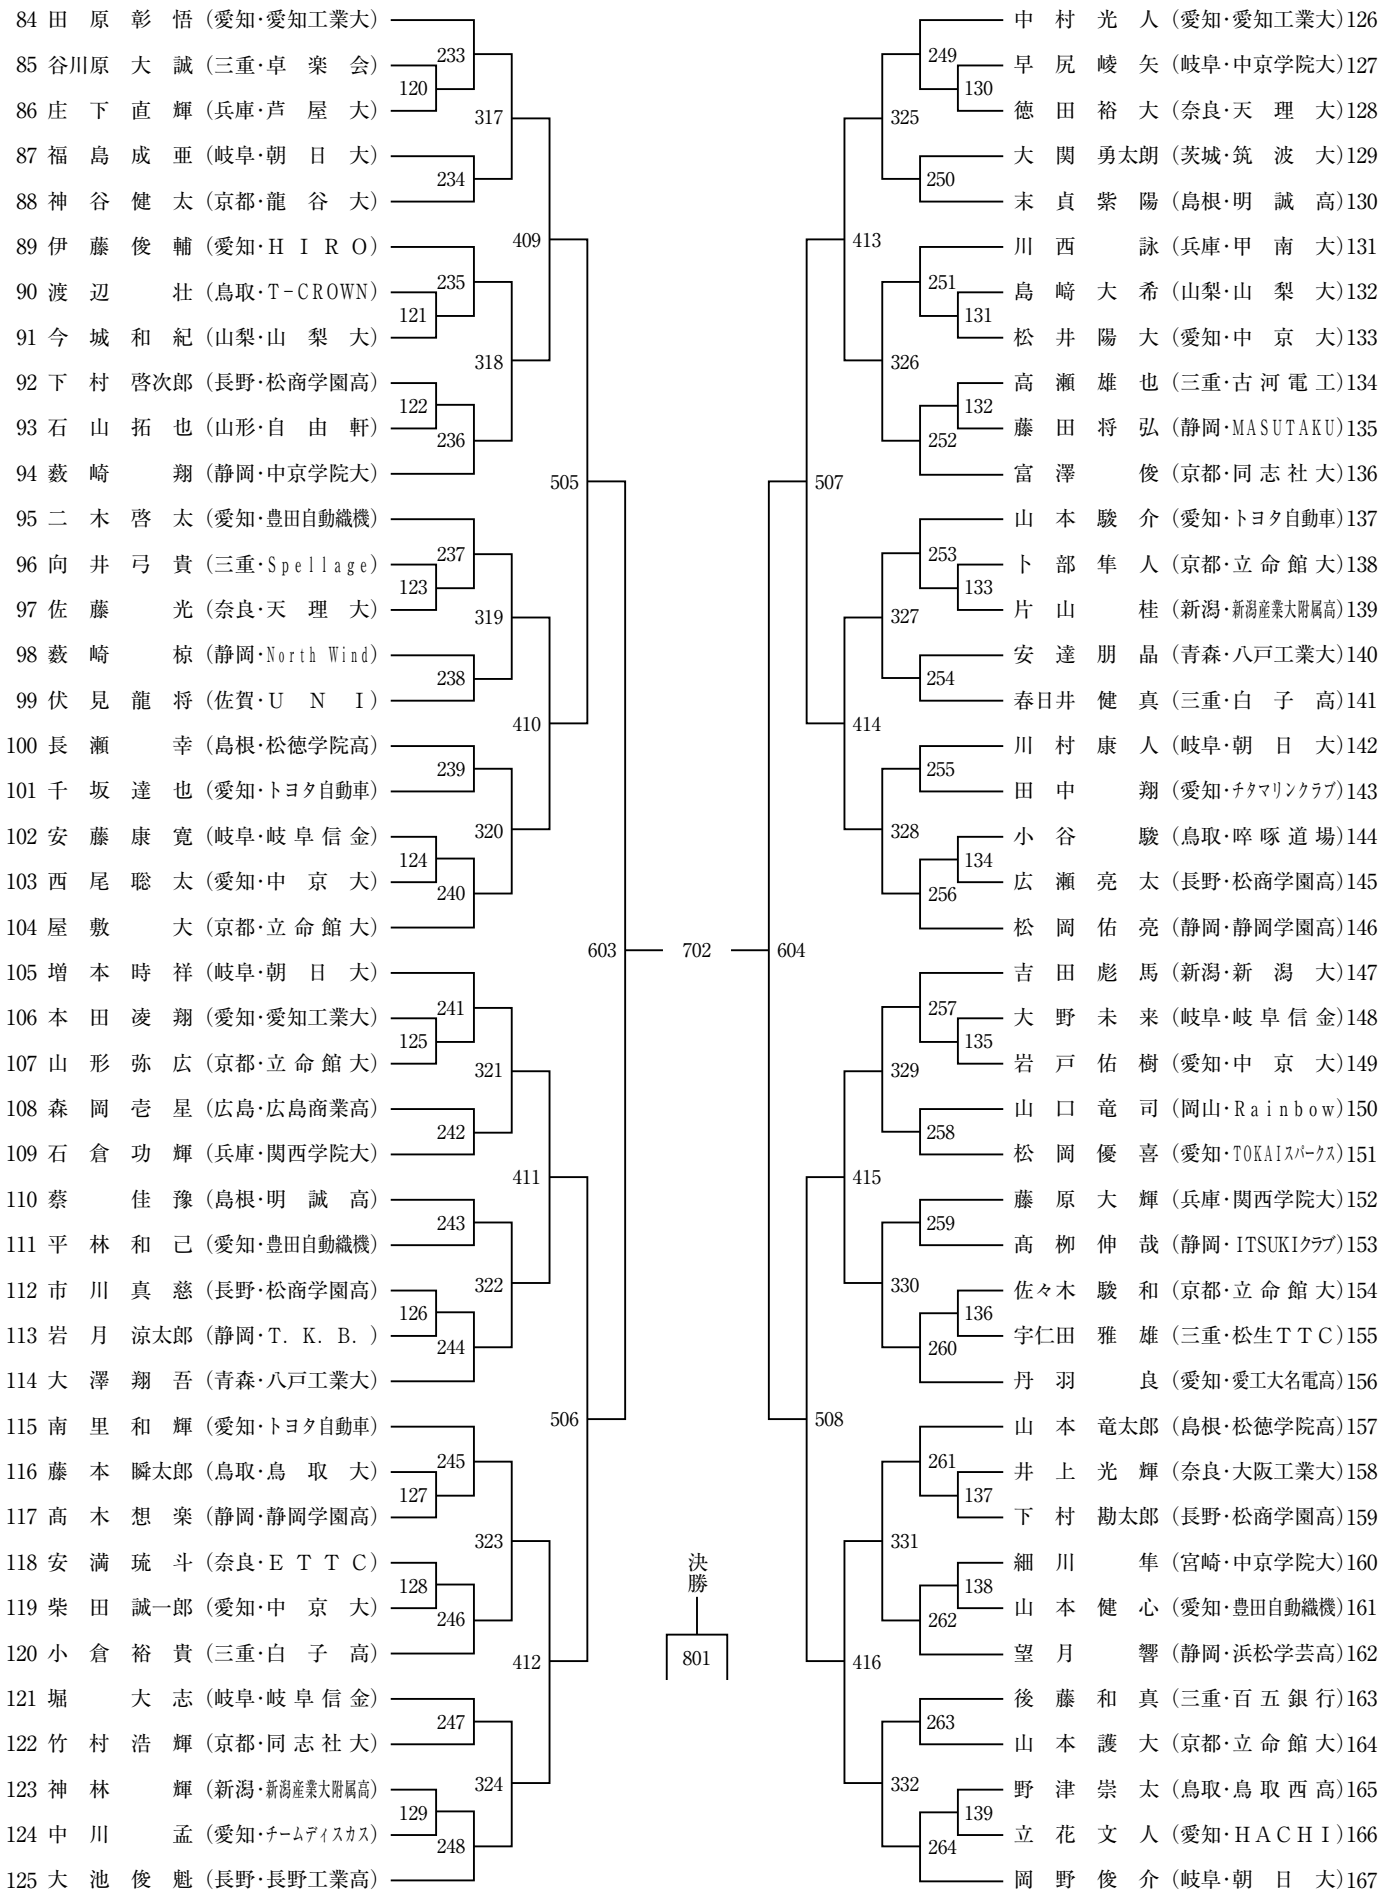 84 田原彰悟 (愛知・愛知工業大)
85 谷川原大誠 (三重・卓楽会)
86 庄下直輝 (兵庫・芦屋大)
87 福島成亜 (岐阜・朝日大)
88 神谷健太 (京都・龍谷大)
89 伊藤俊輔 (愛知・HIRO)
90 渡辺壮 (鳥取・T-CROWN)
91 今城和紀 (山梨・山梨大)
92 下村啓次郎 (長野・松商学園高)
93 石山拓也 (山形・自由軒)
94 薮崎翔 (静岡・中京学院大)
95 二木啓太 (愛知・豊田自動織機)
96 向井弓貴 (三重・Spellage)
97 佐藤光 (奈良・天理大)
98 薮崎椋 (静岡・North Wind)
99 伏見龍将 (佐賀・UNI)
100 長瀬幸 (島根・松徳学院高)
101 千坂達也 (愛知・トヨタ自動車)
102 安藤康寛 (岐阜・岐阜信金)
103 西尾聡太 (愛知・中京大)
104 屋敷大 (京都・立命館大)
105 増本時祥 (岐阜・朝日大)
106 本田凌翔 (愛知・愛知工業大)
107 山形弥広 (京都・立命館大)
108 森岡壱星 (広島・広島商業高)
109 石倉功輝 (兵庫・関西学院大)
110 蔡佳豫 (島根・明誠高)
111 平林和己 (愛知・豊田自動織機)
112 市川真慈 (長野・松商学園高)
113 岩月涼太郎 (静岡・T. K. B.)
114 大澤翔吾 (青森・八戸工業大)
115 南里和輝 (愛知・トヨタ自動車)
116 藤本瞬太郎 (鳥取・鳥取大)
117 髙木想楽 (静岡・静岡学園高)
118 安満琉斗 (奈良・ETTC)
119 柴田誠一郎 (愛知・中京大)
120 小倉裕貴 (三重・白子高)
121 堀大志 (岐阜・岐阜信金)
122 竹村浩輝 (京都・同志社大)
123 神林輝 (新潟・新潟産業大附属高)
124 中川孟 (愛知・チームディスカス)
125 大池俊魁 (長野・長野工業高)
120
121
122
123
124
125
126
127
128
129
233
234
235
236
237
238
239
240
241
242
243
244
245
246
247
248
317
318
319
320
321
322
323
324
409
410
411
412
505
506
603
702
決勝
801
604
507
508
413
414
415
416
325
326
327
328
329
330
331
332
249
250
251
252
253
254
255
256
257
258
259
260
261
262
263
264
130
131
132
133
134
135
136
137
138
139
中村光人 (愛知・愛知工業大) 126
早尻崚矢 (岐阜・中京学院大) 127
徳田裕大 (奈良・天理大) 128
大関勇太朗 (茨城・筑波大) 129
末貞紫陽 (島根・明誠高) 130
川西詠 (兵庫・甲南大) 131
島﨑大希 (山梨・山梨大) 132
松井陽大 (愛知・中京大) 133
高瀬雄也 (三重・古河電工) 134
藤田将弘 (静岡・MASUTAKU) 135
富澤俊 (京都・同志社大) 136
山本駿介 (愛知・トヨタ自動車) 137
卜部隼人 (京都・立命館大) 138
片山桂 (新潟・新潟産業大附属高) 139
安達朋晶 (青森・八戸工業大) 140
春日井健真 (三重・白子高) 141
川村康人 (岐阜・朝日大) 142
田中翔 (愛知・チタマリンクラブ) 143
小谷駿 (鳥取・啐啄道場) 144
広瀬亮太 (長野・松商学園高) 145
松岡佑亮 (静岡・静岡学園高) 146
吉田彪馬 (新潟・新潟大) 147
大野未来 (岐阜・岐阜信金) 148
岩戸佑樹 (愛知・中京大) 149
山口竜司 (岡山・Rainbow) 150
松岡優喜 (愛知・TOKAIスパークス) 151
藤原大輝 (兵庫・関西学院大) 152
髙栁伸哉 (静岡・ITSUKIクラブ) 153
佐々木駿和 (京都・立命館大) 154
宇仁田雅雄 (三重・松生TTC) 155
丹羽良 (愛知・愛工大名電高) 156
山本竜太郎 (島根・松徳学院高) 157
井上光輝 (奈良・大阪工業大) 158
下村勘太郎 (長野・松商学園高) 159
細川隼 (宮崎・中京学院大) 160
山本健心 (愛知・豊田自動織機) 161
望月響 (静岡・浜松学芸高) 162
後藤和真 (三重・百五銀行) 163
山本護大 (京都・立命館大) 164
野津崇太 (鳥取・鳥取西高) 165
立花文人 (愛知・HACHI) 166
岡野俊介 (岐阜・朝日大) 167